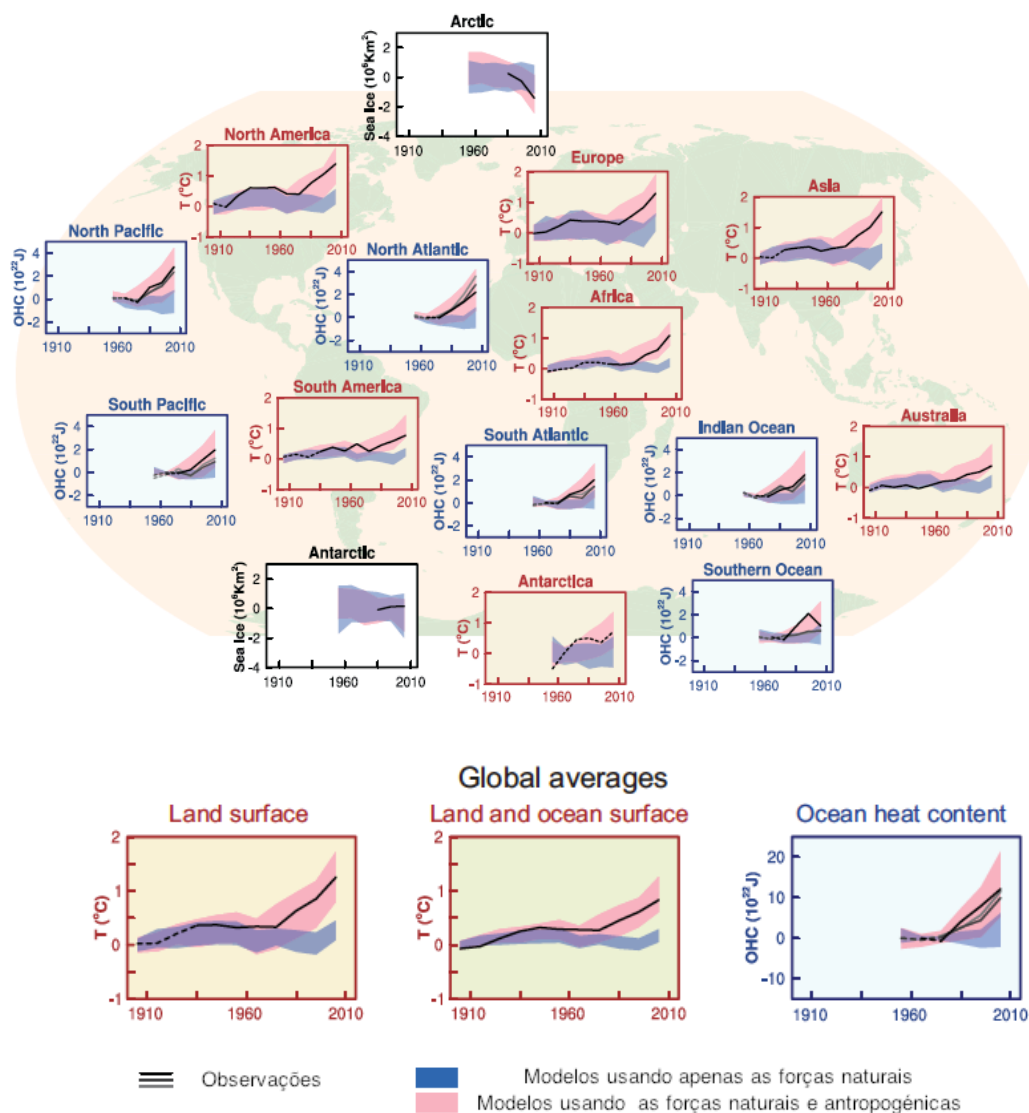 Arctic
Sea Ice (10⁶Km²)
2
0
-2
-4
1910 1960 2010
North America
T (°C)
2
1
0
-1
1910 1960 2010
Europe
T (°C)
2
1
0
-1
1910 1960 2010
Asia
T (°C)
2
1
0
-1
1910 1960 2010
North Pacific
OHC (10²²J)
4
2
0
-2
1910 1960 2010
North Atlantic
OHC (10²²J)
4
2
0
-2
1910 1960 2010
Africa
T (°C)
2
1
0
-1
1910 1960 2010
South Pacific
OHC (10²²J)
4
2
0
-2
1910 1960 2010
South America
T (°C)
2
1
0
-1
1910 1960 2010
South Atlantic
OHC (10²²J)
4
2
0
-2
1910 1960 2010
Indian Ocean
OHC (10²²J)
4
2
0
-2
1910 1960 2010
Australia
T (°C)
2
1
0
-1
1910 1960 2010
Antarctic
Sea Ice (10⁶Km²)
2
0
-2
-4
1910 1960 2010
Antarctica
T (°C)
2
1
0
-1
1910 1960 2010
Southern Ocean
OHC (10²²J)
4
2
0
-2
1910 1960 2010
Global averages
Land surface
T (°C)
2
1
0
-1
1910 1960 2010
Land and ocean surface
T (°C)
2
1
0
-1
1910 1960 2010
Ocean heat content
OHC (10²²J)
20
10
0
-10
1910 1960 2010
Observações
Modelos usando apenas as forças naturais
Modelos usando as forças naturais e antropogênicas